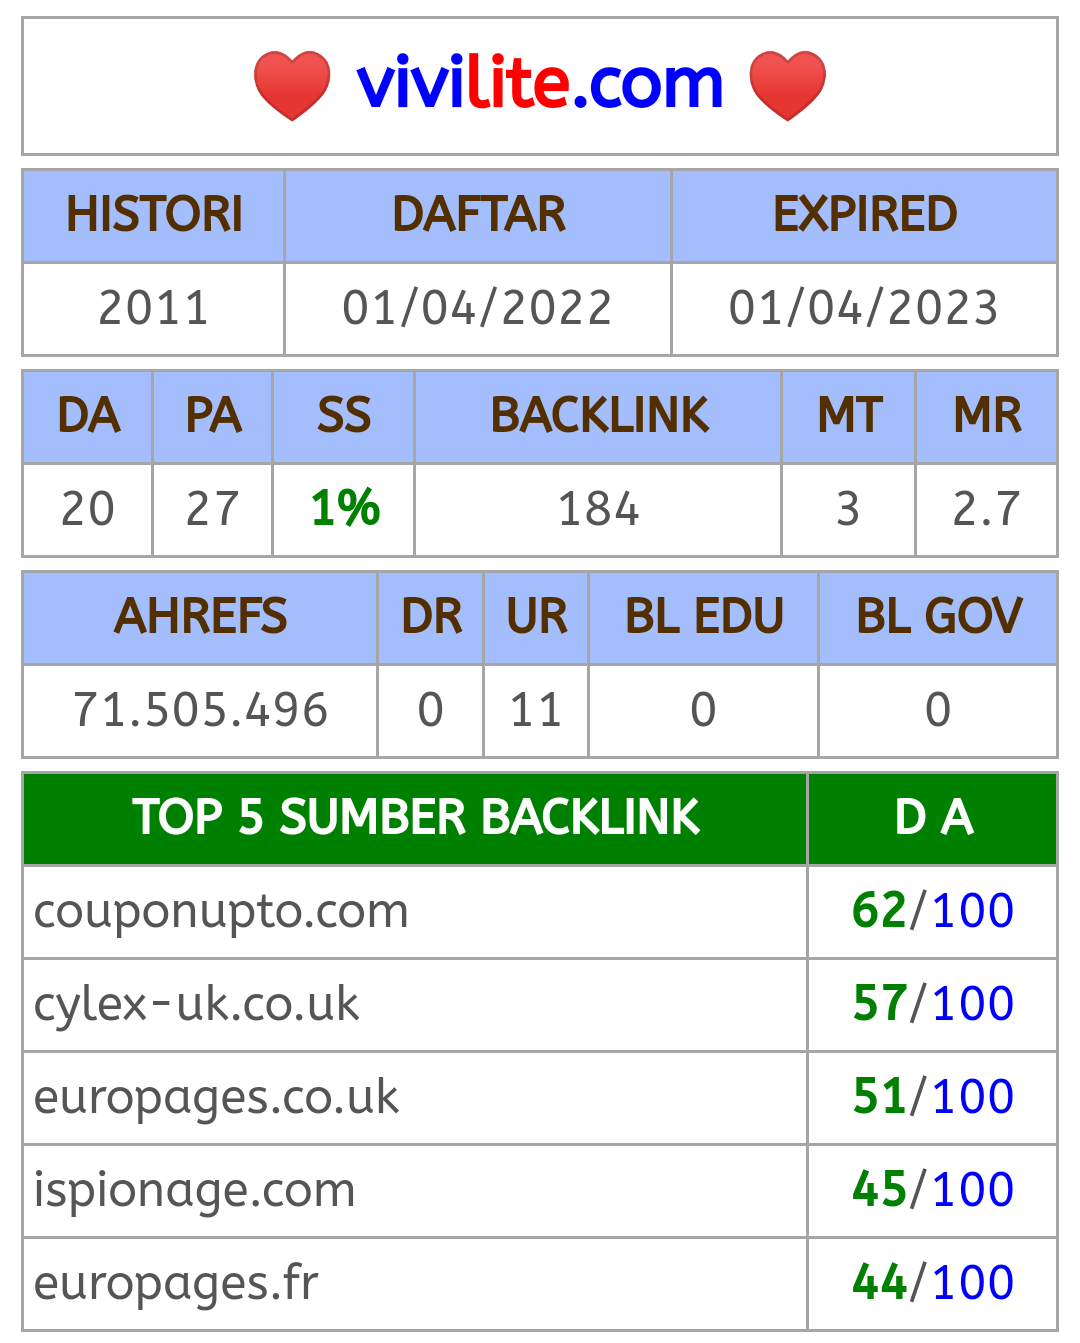 vivilite.com
HISTORI DAFTAR EXPIRED
2011 01/04/2022 01/04/2023
DA PA SS BACKLINK MT MR
20 27 1% 184 3 2.7
AHREFS DR UR BL EDU BL GOV
71.505.496 0 11 0 0
TOP 5 SUMBER BACKLINK D A
couponupto.com 62/100
cylex-uk.co.uk 57/100
europages.co.uk 51/100
ispionage.com 45/100
europages.fr 44/100